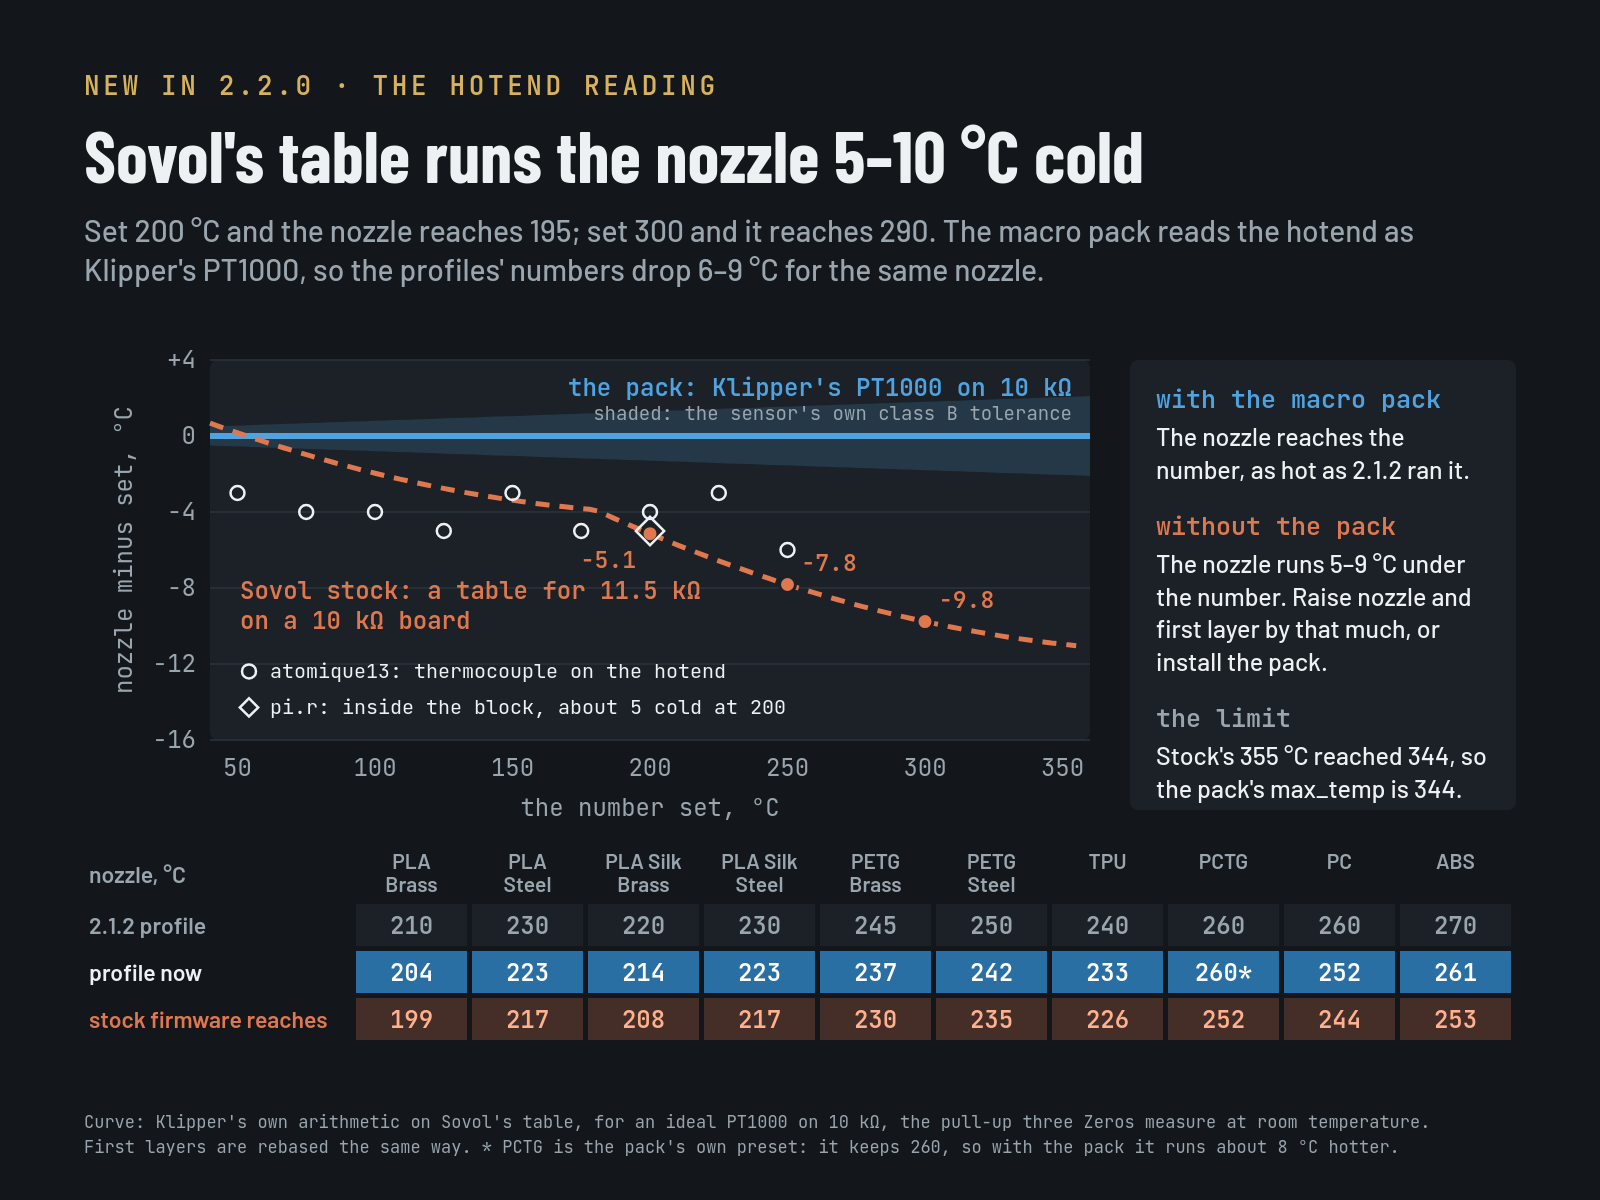 NEW IN 2.2.0 · THE HOTEND READING
Sovol's table runs the nozzle 5–10 °C cold
Set 200 °C and the nozzle reaches 195; set 300 and it reaches 290. The macro pack reads the hotend as
Klipper's PT1000, so the profiles' numbers drop 6–9 °C for the same nozzle.
nozzle minus set, °C
+4
0
-4
-8
-12
-16
the pack: Klipper's PT1000 on 10 kΩ
shaded: the sensor's own class B tolerance
-5.1
-7.8
-9.8
Sovol stock: a table for 11.5 kΩ
on a 10 kΩ board
atomique13: thermocouple on the hotend
pi.r: inside the block, about 5 cold at 200
50 100 150 200 250 300 350
the number set, °C
with the macro pack
The nozzle reaches the
number, as hot as 2.1.2 ran it.
without the pack
The nozzle runs 5–9 °C under
the number. Raise nozzle and
first layer by that much, or
install the pack.
the limit
Stock's 355 °C reached 344, so
the pack's max_temp is 344.
nozzle, °C PLA Brass PLA Steel PLA Silk Brass PLA Silk Steel PETG Brass PETG Steel TPU PCTG PC ABS
2.1.2 profile 210 230 220 230 245 250 240 260 260 270
profile now 204 223 214 223 237 242 233 260* 252 261
stock firmware reaches 199 217 208 217 230 235 226 252 244 253
Curve: Klipper's own arithmetic on Sovol's table, for an ideal PT1000 on 10 kΩ, the pull-up three Zeros measure at room temperature.
First layers are rebased the same way. * PCTG is the pack's own preset: it keeps 260, so with the pack it runs about 8 °C hotter.